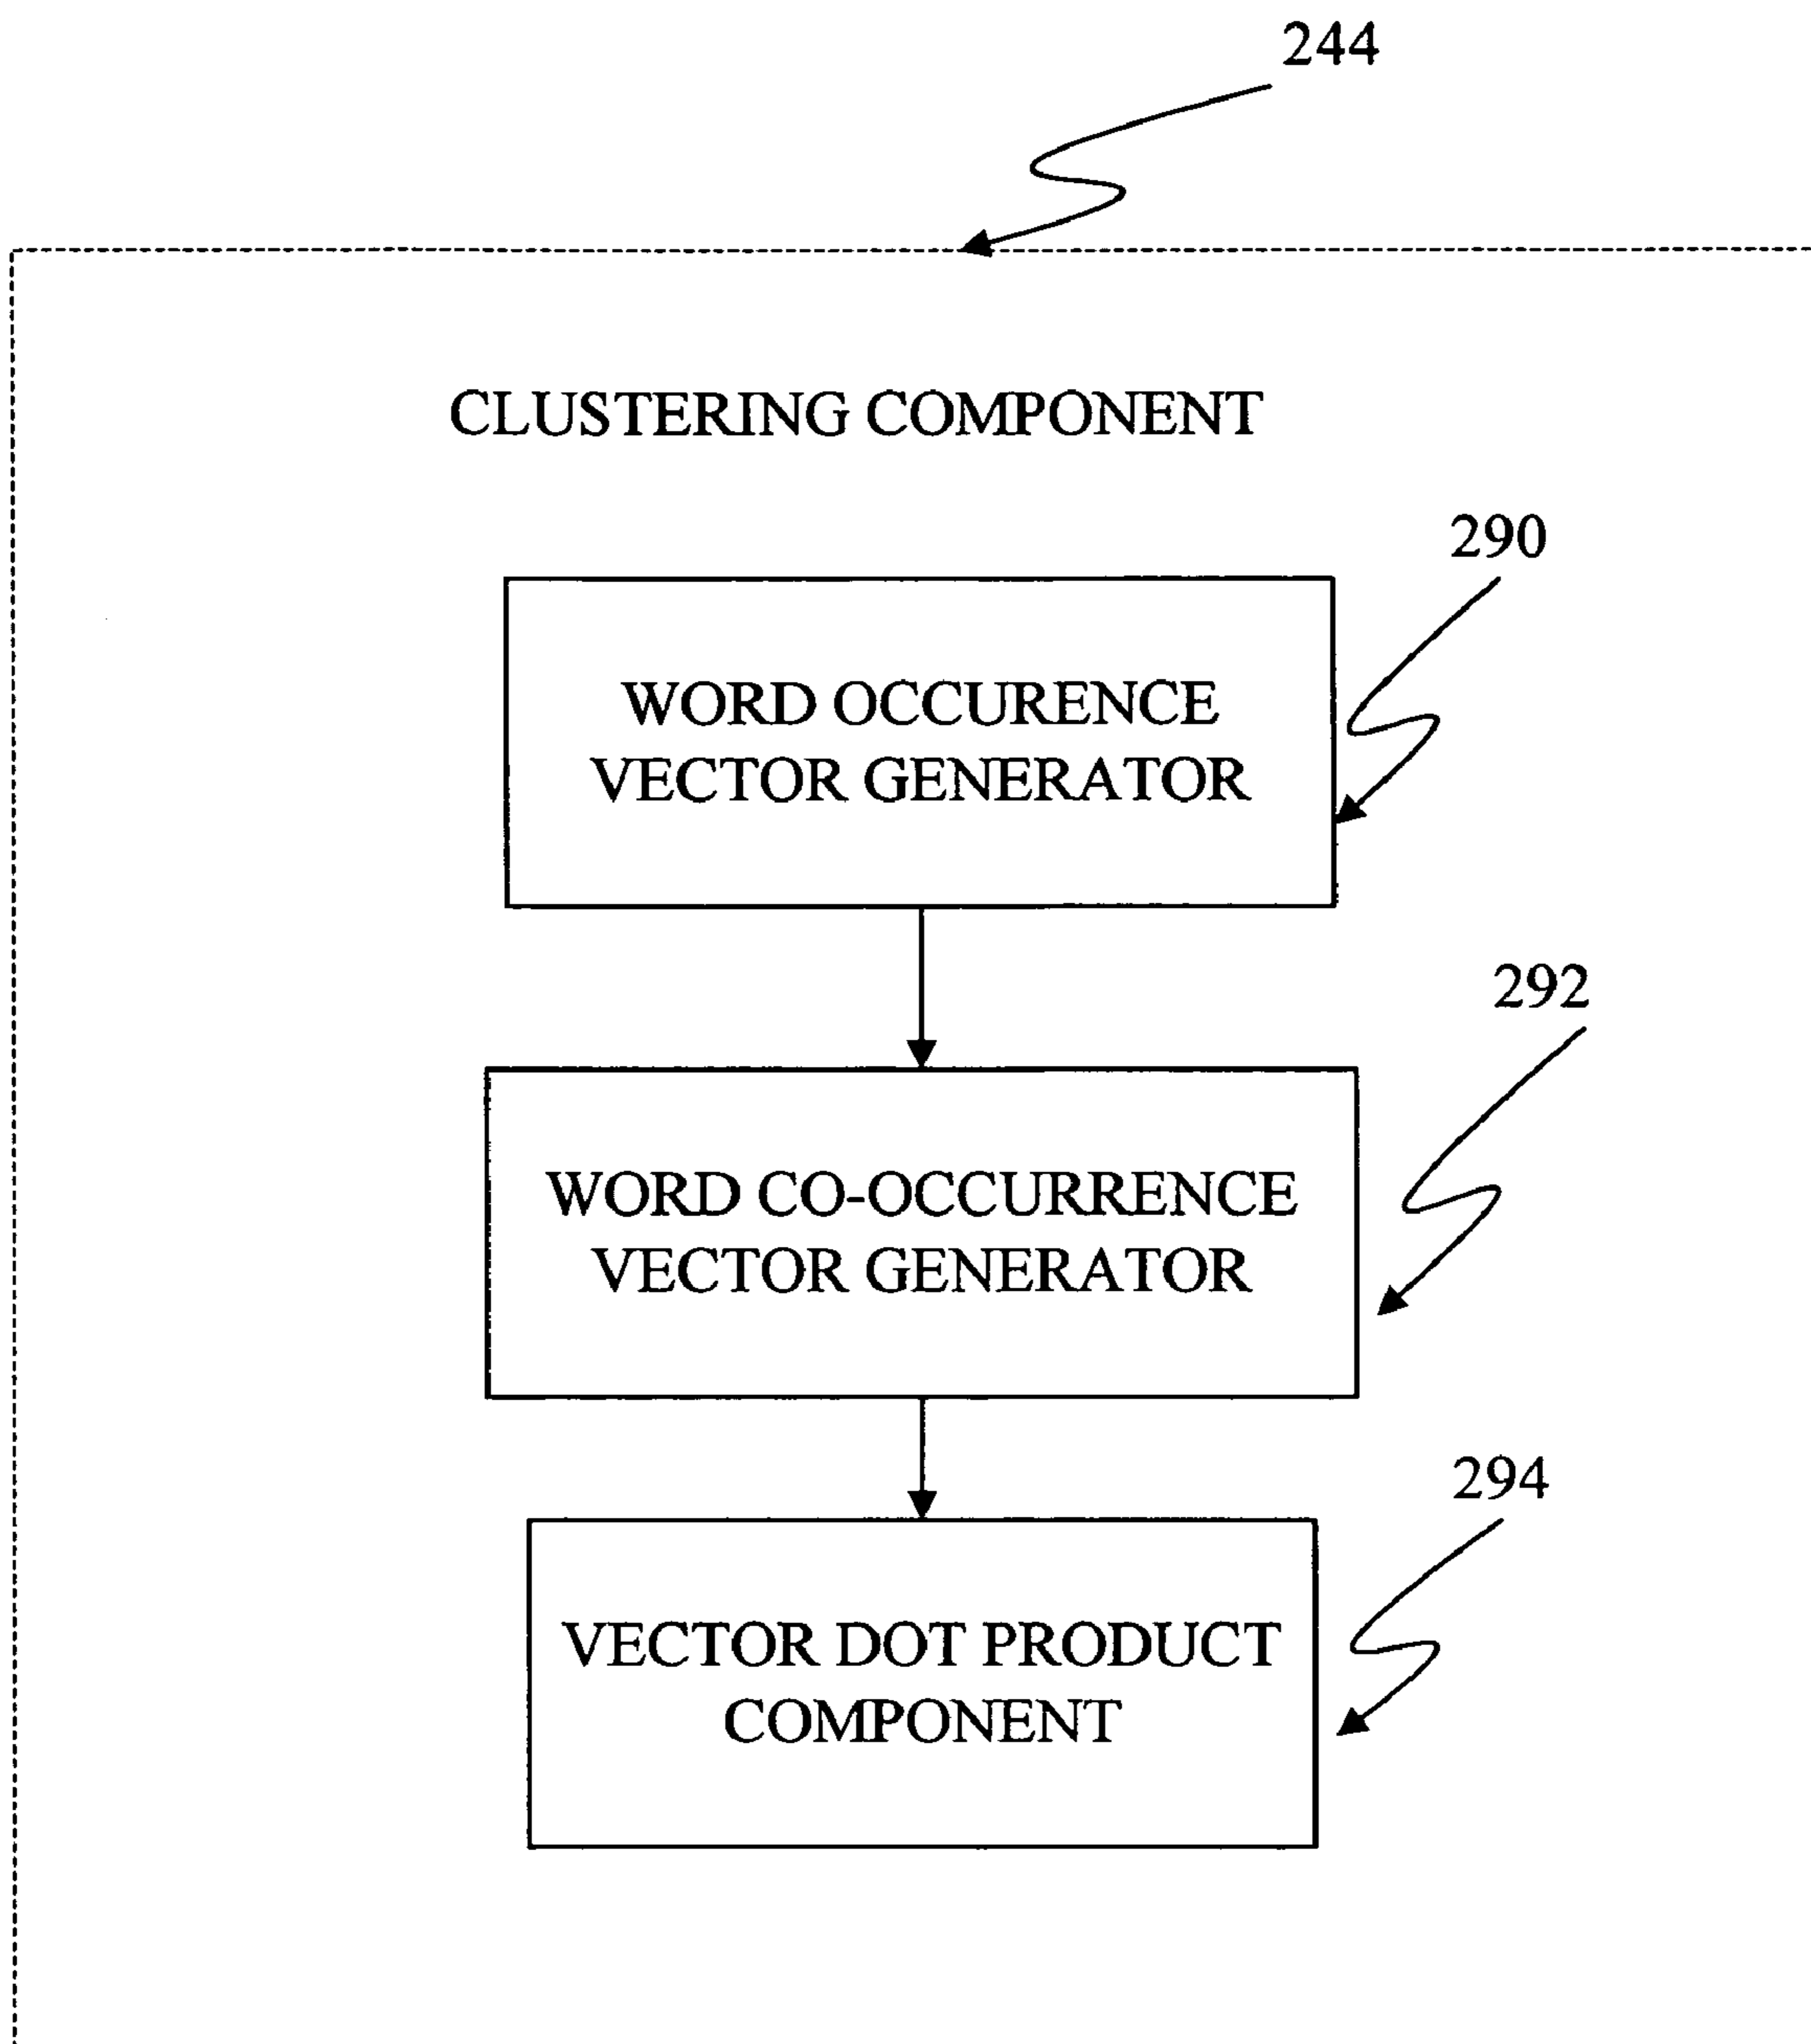 244
CLUSTERING COMPONENT
290
WORD OCCURENCE
VECTOR GENERATOR
292
WORD CO-OCCURRENCE
VECTOR GENERATOR
294
VECTOR DOT PRODUCT
COMPONENT